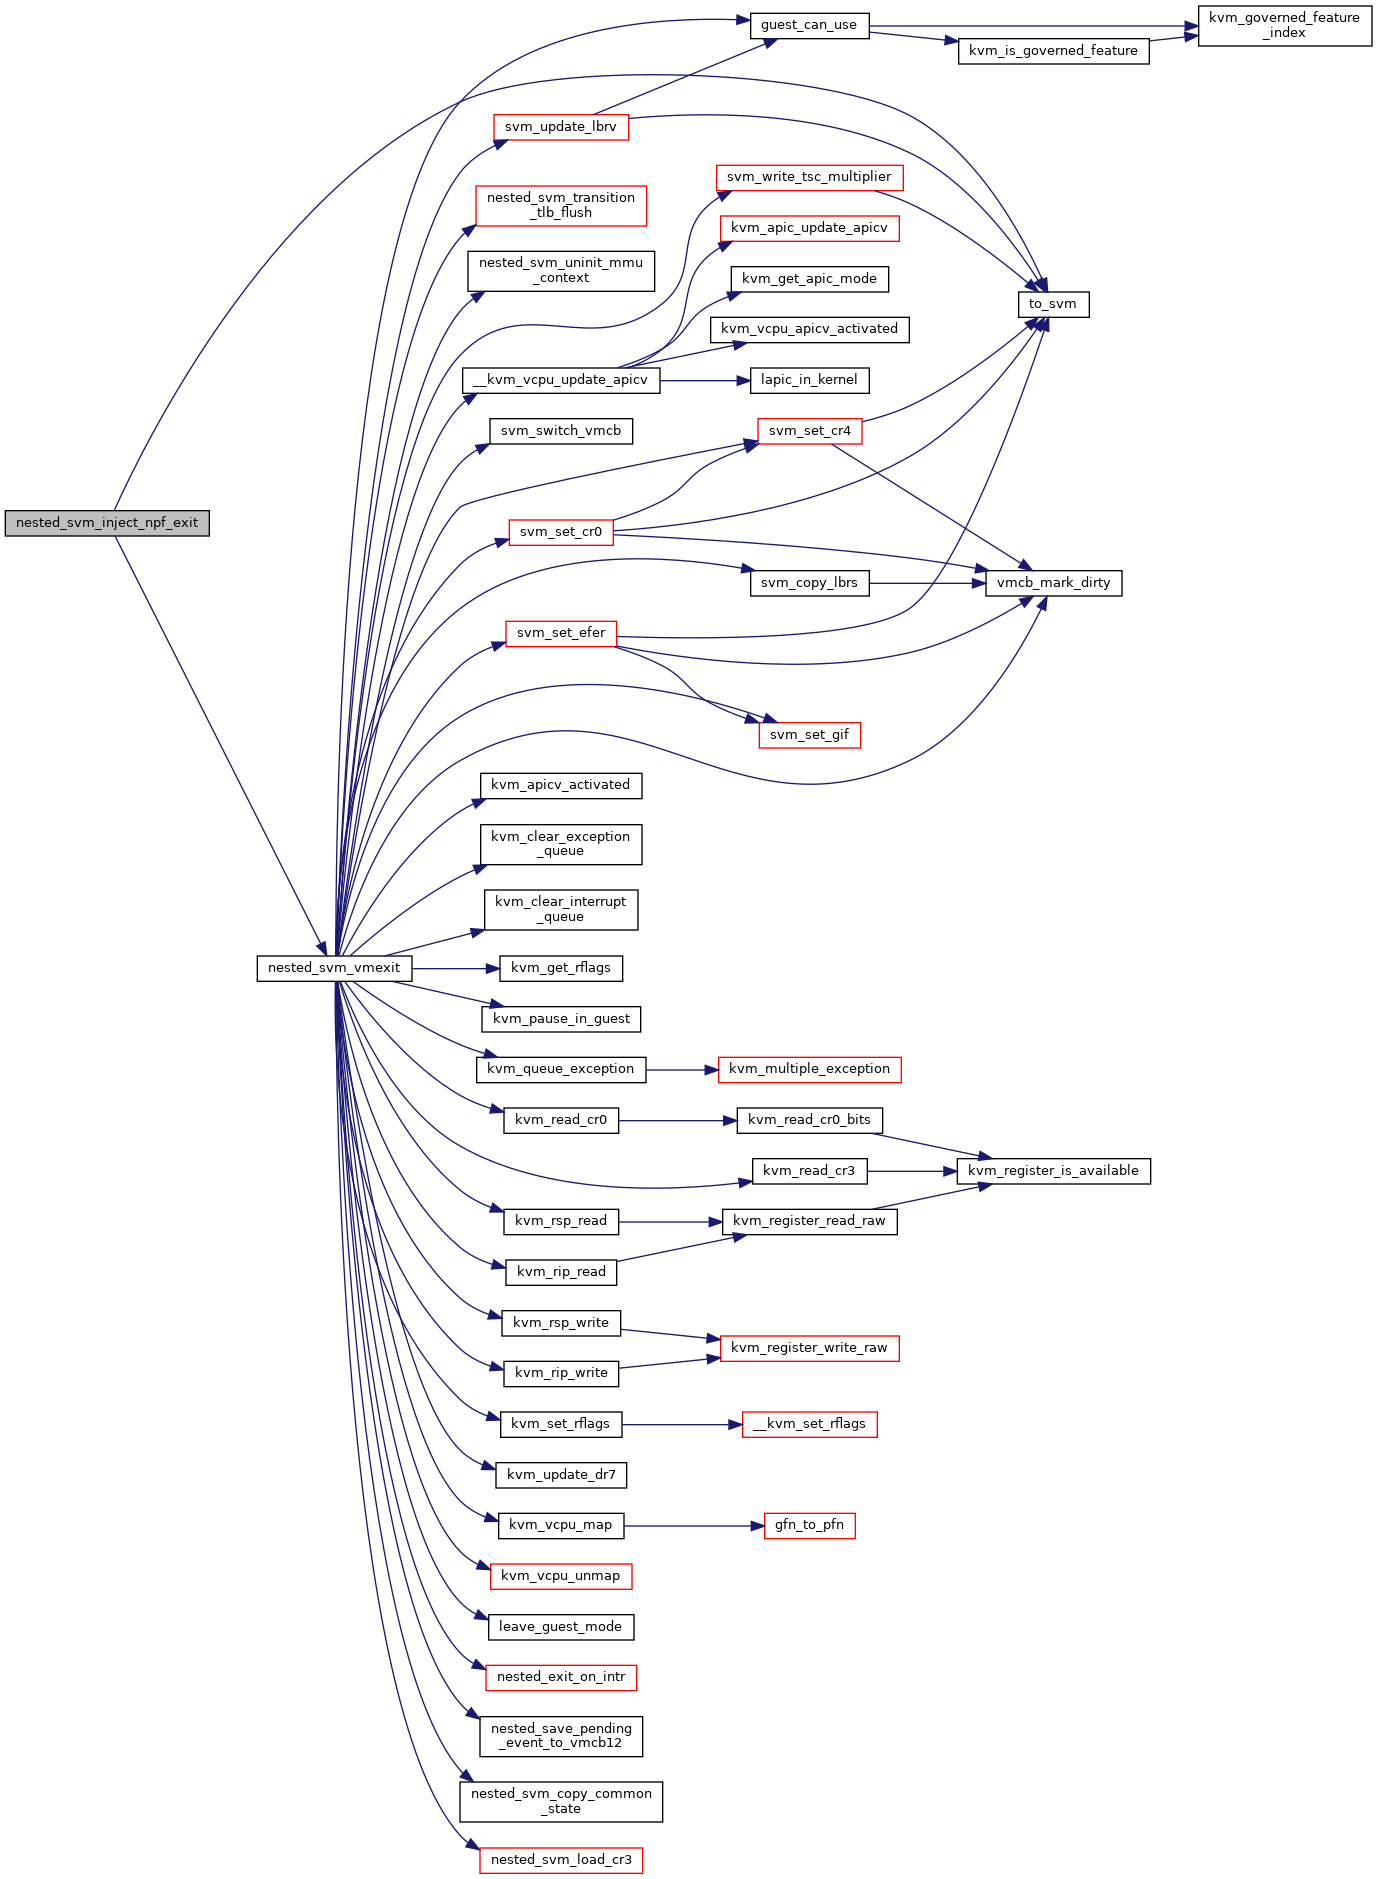 guest_can_use
kvm_governed_feature
_index
kvm_is_governed_feature
svm_update_lbrv
svm_write_tsc_multiplier
nested_svm_transition
_tlb_flush
kvm_apic_update_apicv
nested_svm_uninit_mmu
_context
kvm_get_apic_mode
to_svm
kvm_vcpu_apicv_activated
__kvm_vcpu_update_apicv
lapic_in_kernel
svm_switch_vmcb
svm_set_cr4
nested_svm_inject_npf_exit
svm_set_cr0
svm_copy_lbrs
vmcb_mark_dirty
svm_set_efer
svm_set_gif
kvm_apicv_activated
kvm_clear_exception
_queue
kvm_clear_interrupt
_queue
nested_svm_vmexit
kvm_get_rflags
kvm_pause_in_guest
kvm_queue_exception
kvm_multiple_exception
kvm_read_cr0
kvm_read_cr0_bits
kvm_read_cr3
kvm_register_is_available
kvm_rsp_read
kvm_register_read_raw
kvm_rip_read
kvm_rsp_write
kvm_register_write_raw
kvm_rip_write
kvm_set_rflags
__kvm_set_rflags
kvm_update_dr7
kvm_vcpu_map
gfn_to_pfn
kvm_vcpu_unmap
leave_guest_mode
nested_exit_on_intr
nested_save_pending
_event_to_vmcb12
nested_svm_copy_common
_state
nested_svm_load_cr3